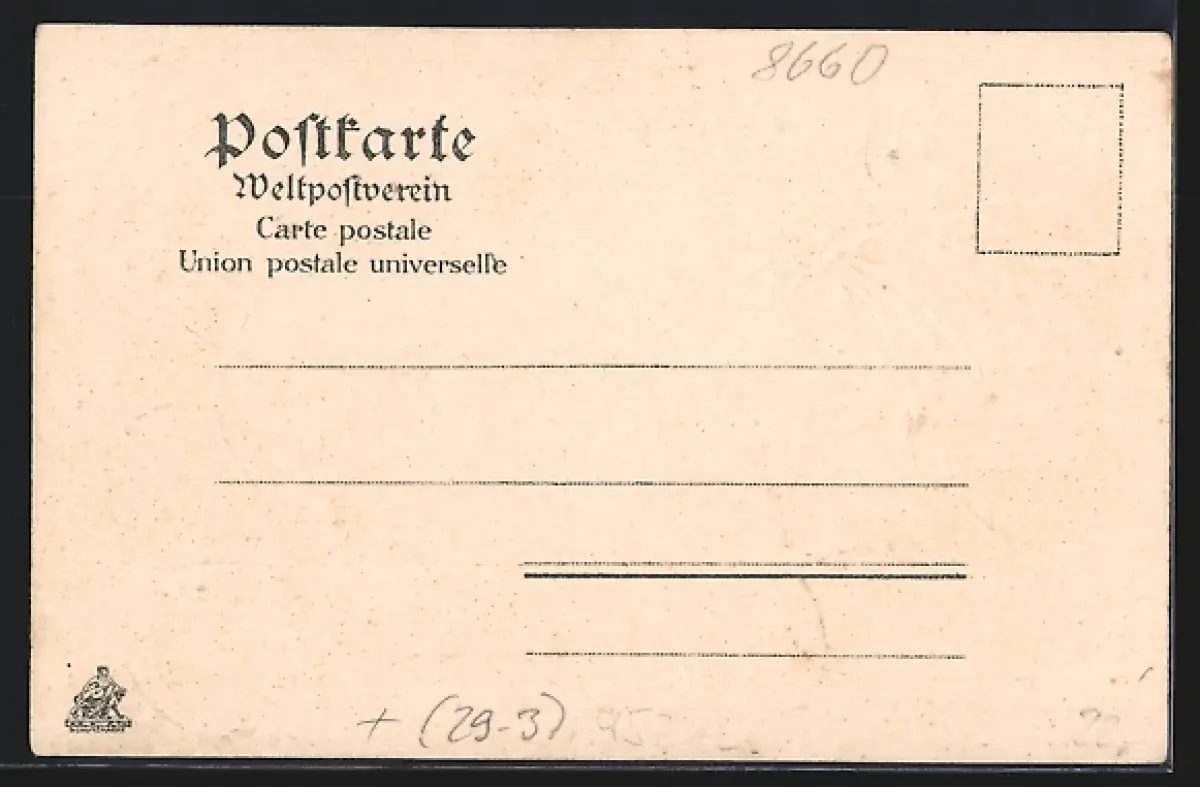 8660
Poſtkarte
Weltpoſtverein
Carte postale
Union postale universelle
+ (29-3)